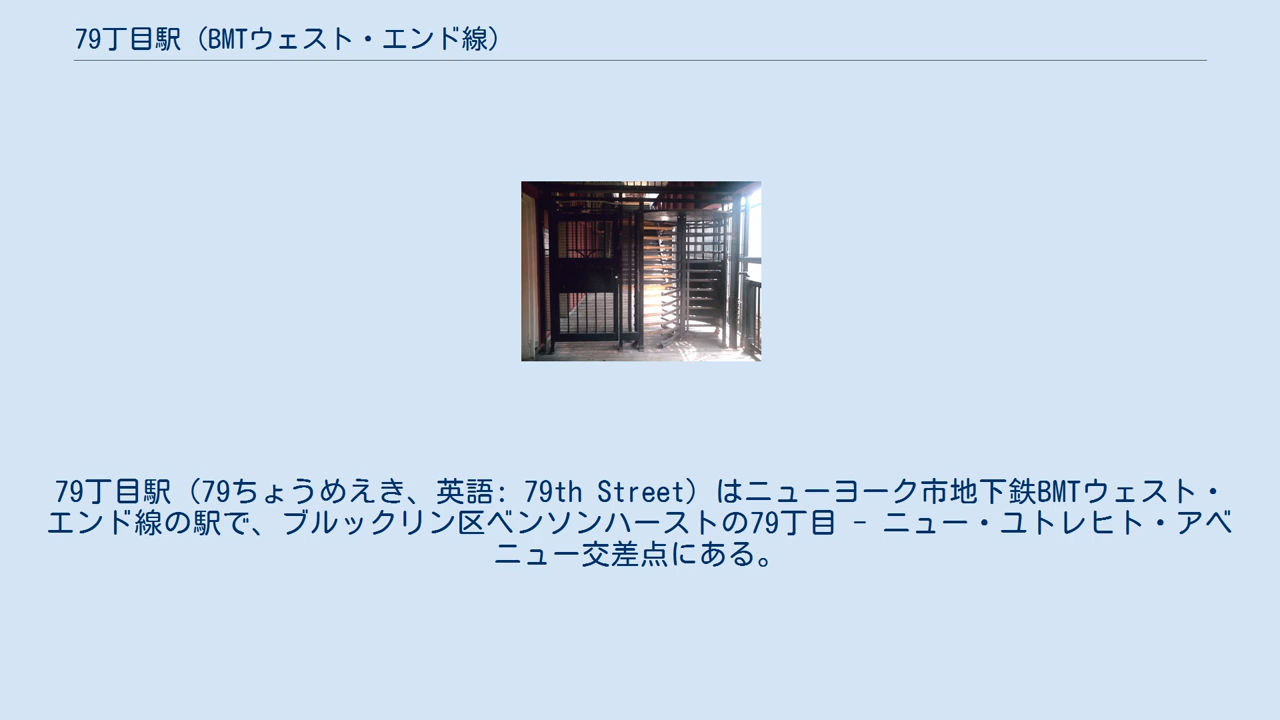 79丁目駅（BMTウェスト・エンド線）
79丁目駅（79ちょうめえき、英語: 79th Street）はニューヨーク市地下鉄BMTウェスト・
エンド線の駅で、ブルックリン区ベンソンハーストの79丁目 - ニュー・ユトレヒト・アベ
ニュー交差点にある。